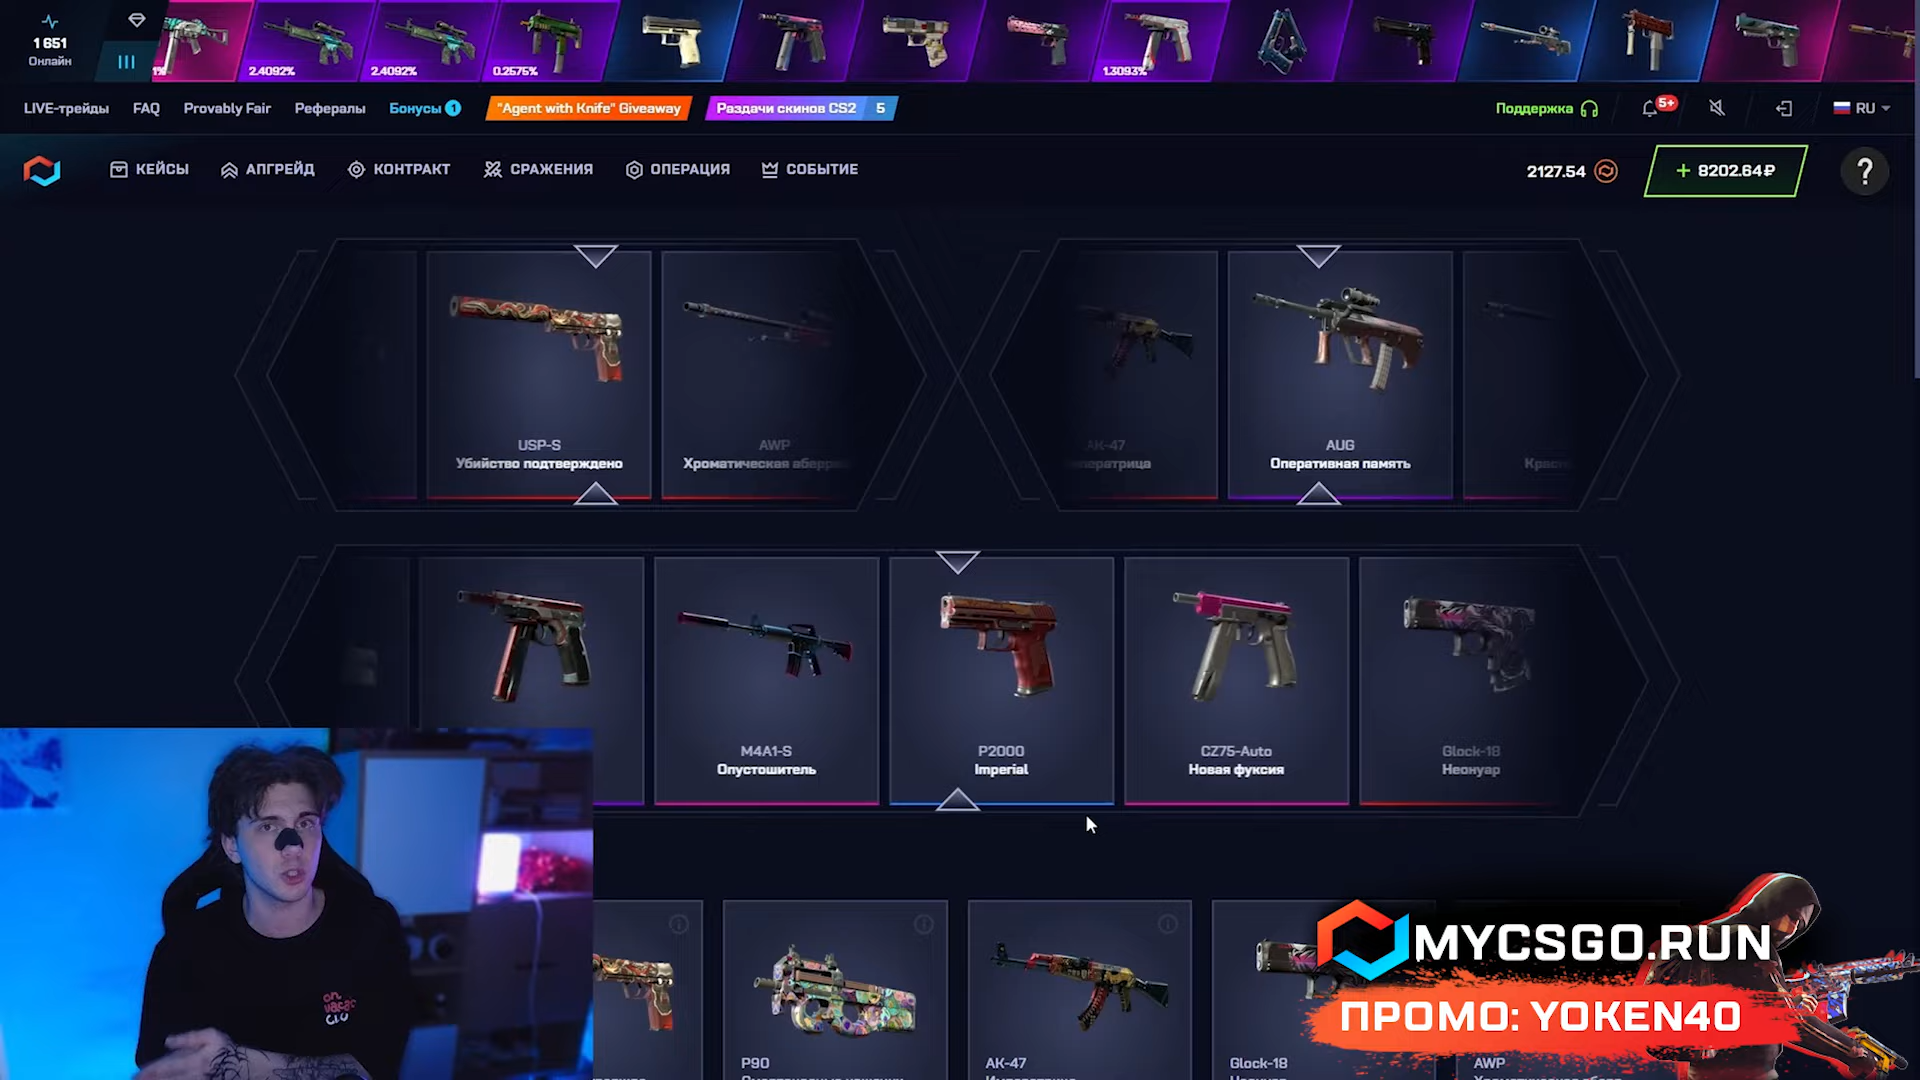 1 651
Онлайн
1%
2.4092%
2.4092%
0.2575%
1.3093%
LIVE-трейды
FAQ
Provably Fair
Рефералы
Бонусы 1
"Agent with Knife" Giveaway
Раздачи скинов CS2 5
Поддержка
5+
RU
КЕЙСЫ
АПГРЕЙД
КОНТРАКТ
СРАЖЕНИЯ
ОПЕРАЦИЯ
СОБЫТИЕ
2127.54
+ 8202.64₽
?
USP-S
Убийство подтверждено
AWP
Хроматическая
AK-47
AUG
Оперативная память
M4A1-S
Опустошитель
P2000
Imperial
CZ75-Auto
Новая фуксия
Glock-18
Неонуар
P90
AK-47
Glock-18
AWP
MYCSGO.RUN
ПРОМО: YOKEN40